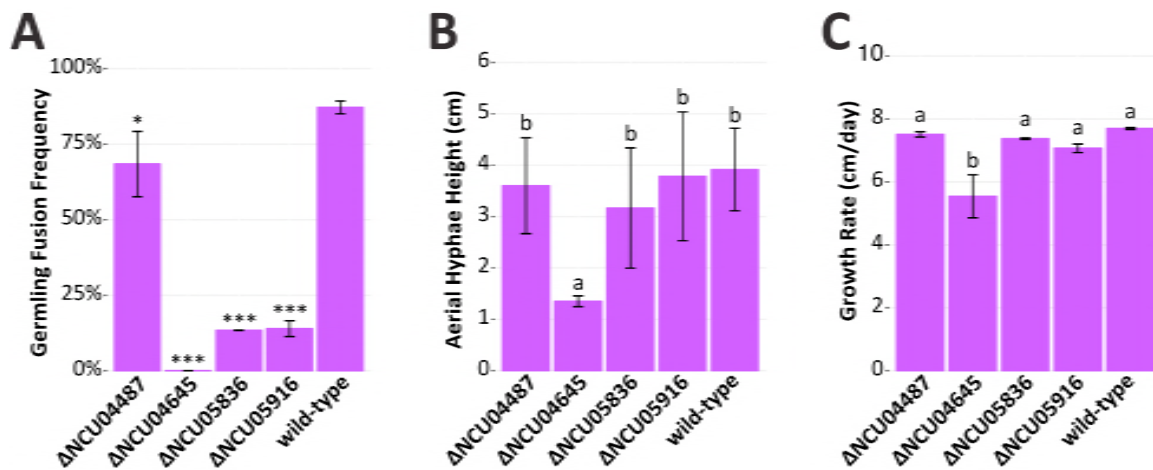 A
Germling Fusion Frequency
100%
75%
50%
25%
0%
*
***
***
***
ΔNCU04487
ΔNCU04645
ΔNCU05836
ΔNCU05916
wild-type
B
Aerial Hyphae Height (cm)
6
5
4
3
2
1
0
b
a
b
b
b
ΔNCU04487
ΔNCU04645
ΔNCU05836
ΔNCU05916
wild-type
C
Growth Rate (cm/day)
10
8
6
4
2
0
a
b
a
a
a
ΔNCU04487
ΔNCU04645
ΔNCU05836
ΔNCU05916
wild-type